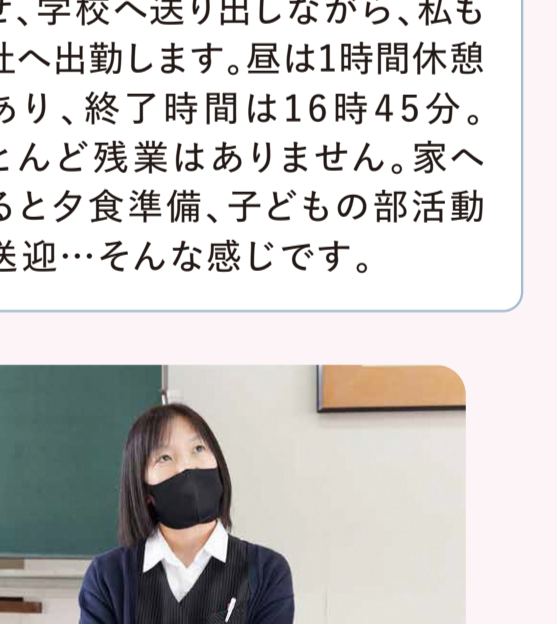 、学校へ送り出しながら、私も
へ出勤します。昼は1時間休憩
あり、終了時間は16時45分。
とんど残業はありません。家へ
ると夕食準備、子どもの部活動
送迎…そんな感じです。